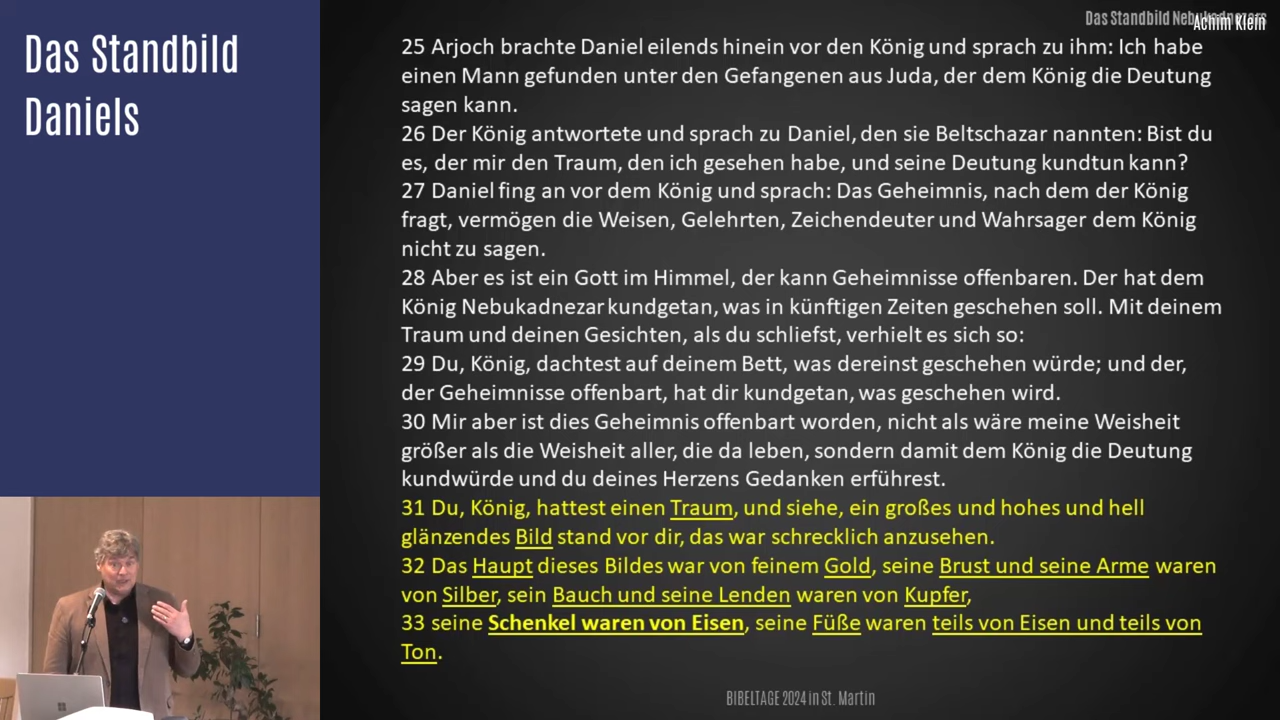 Das Standbild
Daniels
Das Standbild Nebukadnezars
Achim Klein
25 Arjoch brachte Daniel eilends hinein vor den König und sprach zu ihm: Ich habe
einen Mann gefunden unter den Gefangenen aus Juda, der dem König die Deutung
sagen kann.
26 Der König antwortete und sprach zu Daniel, den sie Beltschazar nannten: Bist du
es, der mir den Traum, den ich gesehen habe, und seine Deutung kundtun kann?
27 Daniel fing an vor dem König und sprach: Das Geheimnis, nach dem der König
fragt, vermögen die Weisen, Gelehrten, Zeichendeuter und Wahrsager dem König
nicht zu sagen.
28 Aber es ist ein Gott im Himmel, der kann Geheimnisse offenbaren. Der hat dem
König Nebukadnezar kundgetan, was in künftigen Zeiten geschehen soll. Mit deinem
Traum und deinen Gesichten, als du schliefst, verhielt es sich so:
29 Du, König, dachtest auf deinem Bett, was dereinst geschehen würde; und der,
der Geheimnisse offenbart, hat dir kundgetan, was geschehen wird.
30 Mir aber ist dies Geheimnis offenbart worden, nicht als wäre meine Weisheit
größer als die Weisheit aller, die da leben, sondern damit dem König die Deutung
kundwürde und du deines Herzens Gedanken erführest.
31 Du, König, hattest einen Traum, und siehe, ein großes und hohes und hell
glänzendes Bild stand vor dir, das war schrecklich anzusehen.
32 Das Haupt dieses Bildes war von feinem Gold, seine Brust und seine Arme waren
von Silber, sein Bauch und seine Lenden waren von Kupfer,
33 seine Schenkel waren von Eisen, seine Füße waren teils von Eisen und teils von
Ton.
BIBELTAGE 2024 in St. Martin